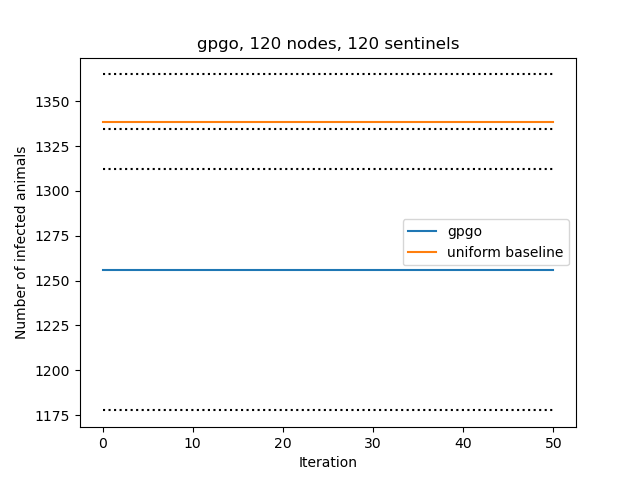 gpgo, 120 nodes, 120 sentinels
Number of infected animals
1350
1325
1300
1275
1250
1225
1200
1175
gpgo
uniform baseline
0 10 20 30 40 50
Iteration